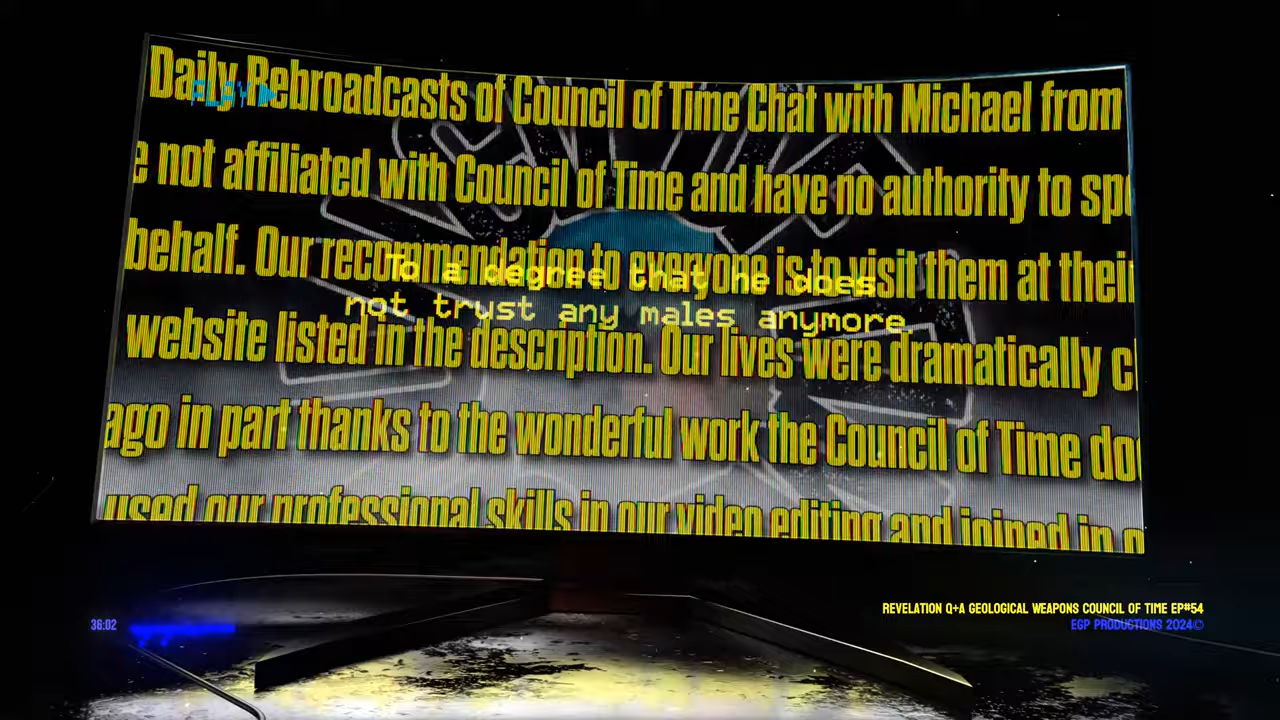 Daily Rebroadcasts of Council of Time Chat with Michael from
PLAY
e not affiliated with Council of Time and have no authority to spe
behalf. Our recommendation to everyone is to visit them at their
To a degree that he does
not trust any males anymore.
website listed in the description. Our lives were dramatically c
ago in part thanks to the wonderful work the Council of Time do
used our professional skills in our video editing and joined in
REVELATION Q+A GEOLOGICAL WEAPONS COUNCIL OF TIME EP#54
36:02
EGP PRODUCTIONS 2024©